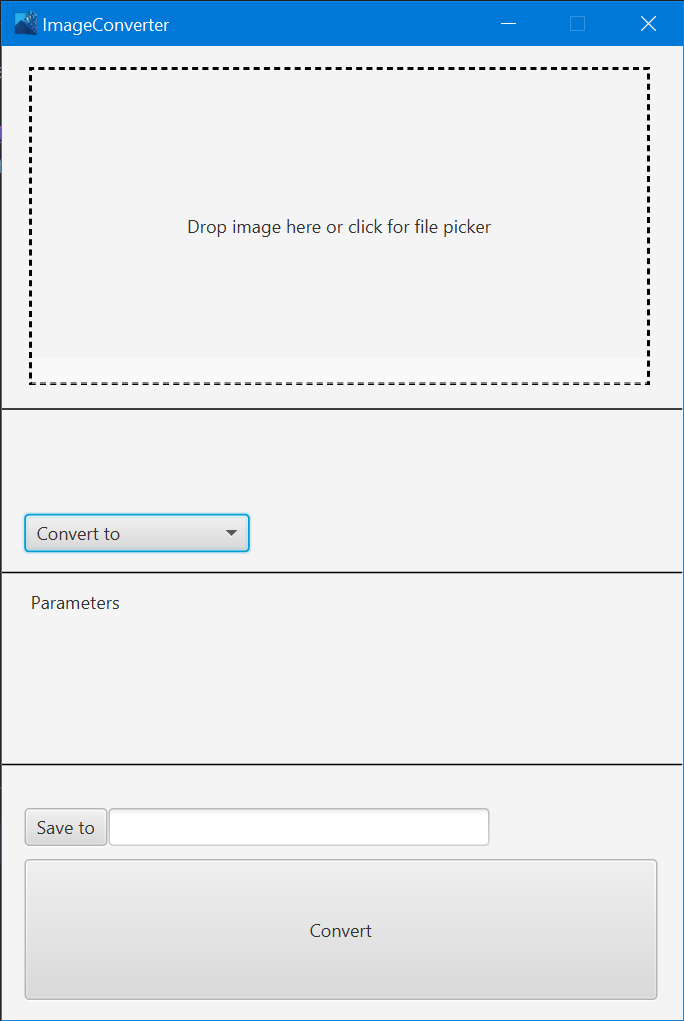 ImageConverter
Drop image here or click for file picker
Convert to
Parameters
Save to
Convert